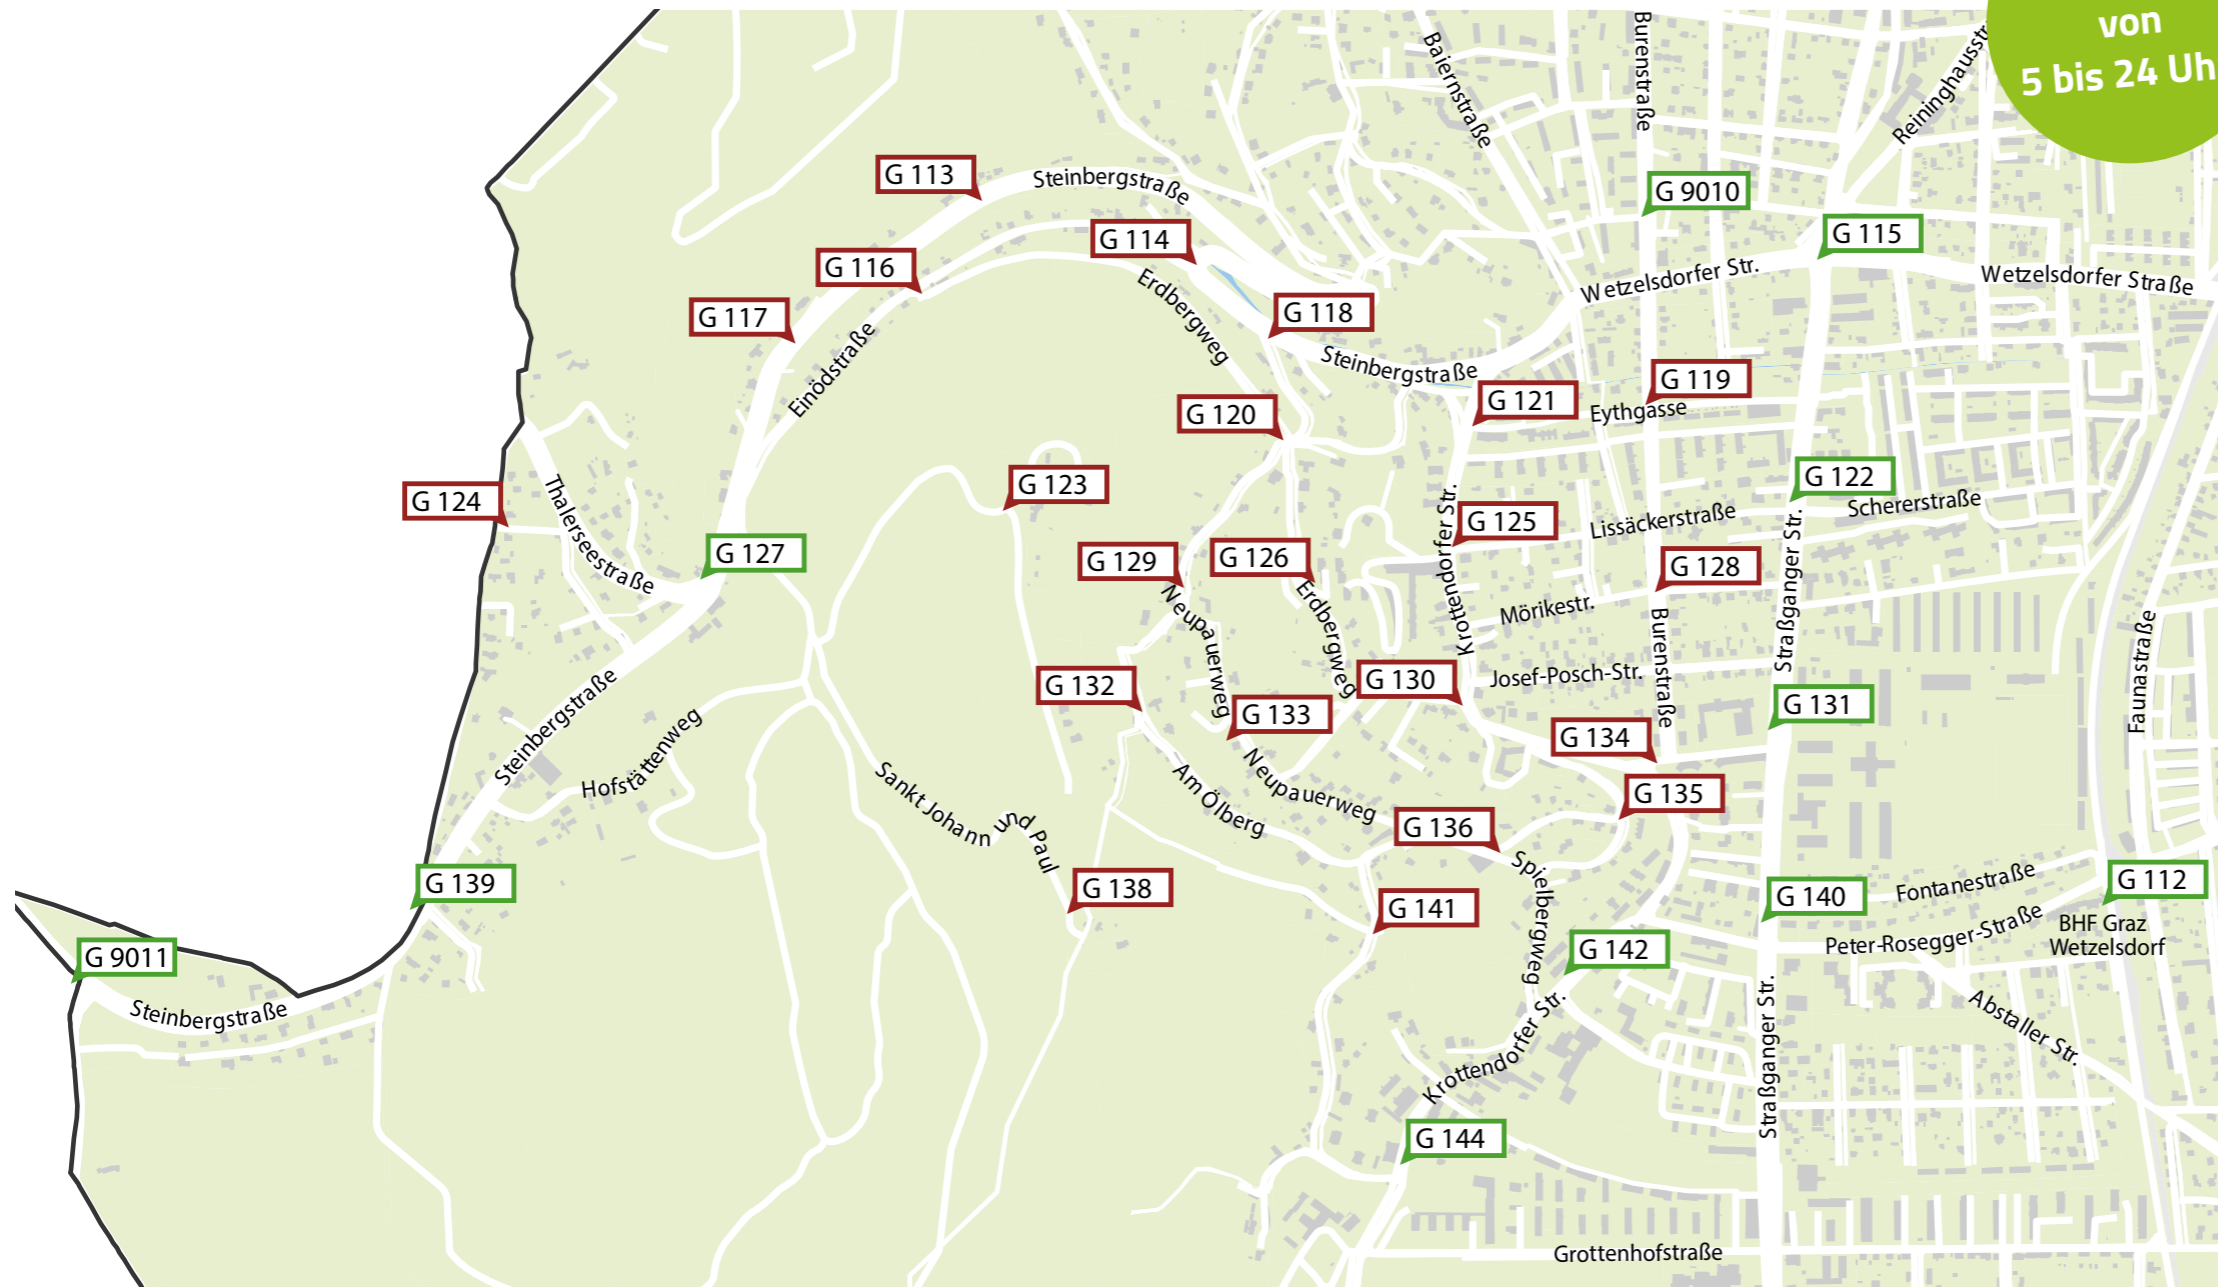 von
5 bis 24 Uh
Burenstraße
Baiernstraße
Reininghausstr
G 113
Steinbergstraße
G 9010
G 114
G 115
G 116
Wetzelsdorfer Str.
Wetzelsdorfer Straße
Erdbergweg
G 117
G 118
Einödstraße
Steinbergstraße
G 119
G 121
Eythgasse
G 120
G 123
G 122
G 124
Thalerseestraße
Schererstraße
G 125
Lissäckerstraße
Krottendorfer Str.
Straßganger Str.
G 127
G 129
G 126
G 128
Neupauerweg
Erdbergweg
Mörikestr.
Burenstraße
Faunastraße
G 132
G 130
Josef-Posch-Str.
G 133
G 131
Steinbergstraße
Hofstättenweg
G 134
Sankt Johann und Paul
Am Ölberg
Neupauerweg
G 135
G 136
Spielbergweg
G 139
G 138
G 141
G 140
Fontanestraße
G 112
Peter-Rosegger-Straße
BHF Graz
Wetzelsdorf
G 9011
G 142
Steinbergstraße
Krottendorfer Str.
Straßganger Str.
Abstaller Str.
G 144
Grottenhofstraße